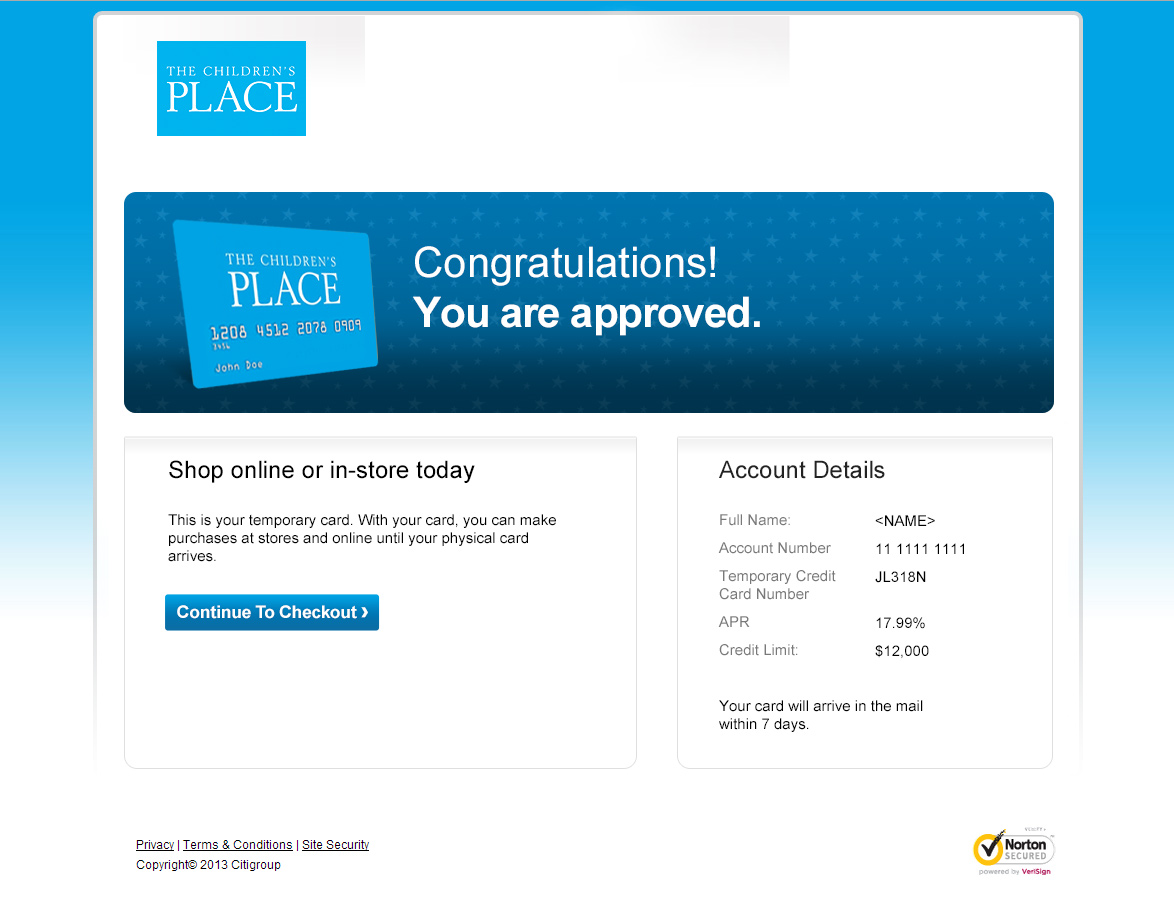 THE CHILDREN'S
PLACE
THE CHILDREN'S
PLACE
1208 4512 2078 0909
3456
John Doe
Congratulations!
You are approved.
Shop online or in-store today
This is your temporary card. With your card, you can make
purchases at stores and online until your physical card
arrives.
Continue To Checkout ›
Account Details
Full Name: <NAME>
Account Number 11 1111 1111
Temporary Credit
Card Number JL318N
APR 17.99%
Credit Limit: $12,000
Your card will arrive in the mail
within 7 days.
Privacy | Terms & Conditions | Site Security
Copyright© 2013 Citigroup
Norton
SECURED
powered by VeriSign